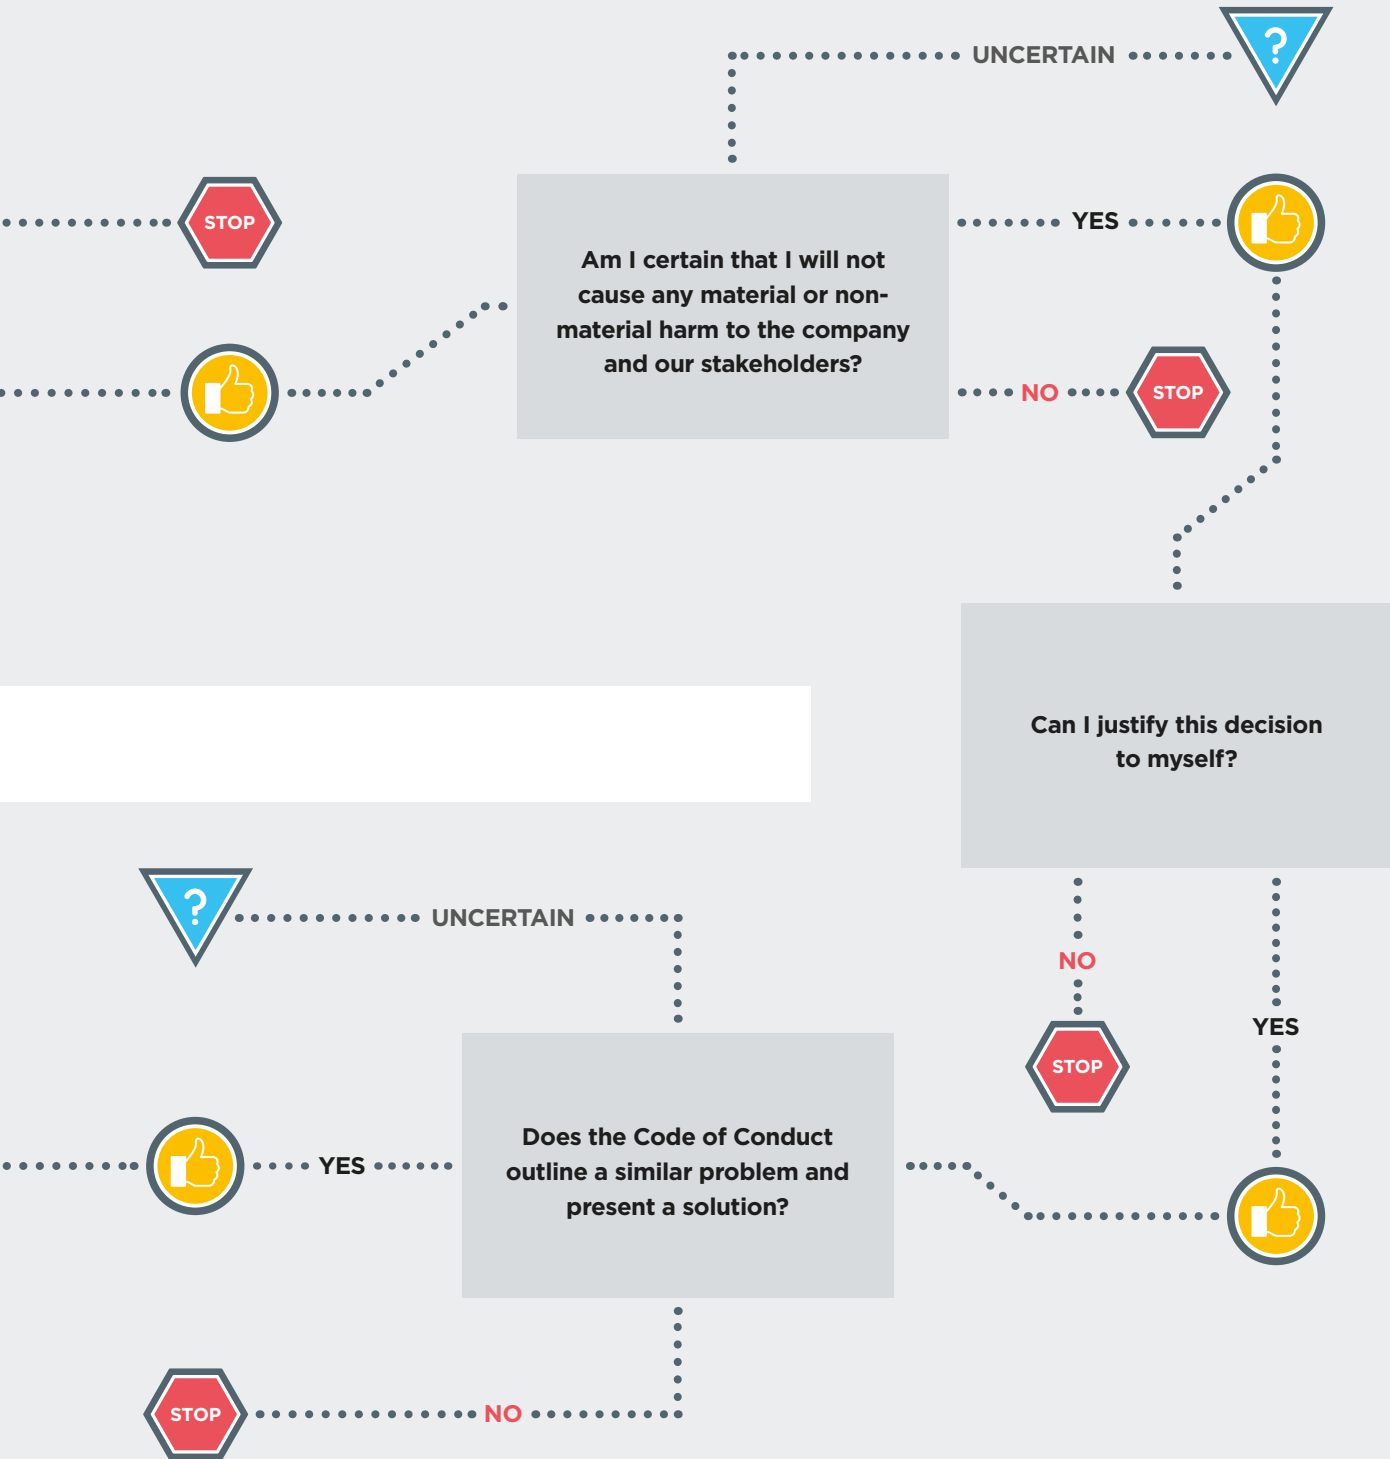 ?
UNCERTAIN
STOP
YES
Am I certain that I will not
cause any material or non-
material harm to the company
and our stakeholders?
NO
STOP
Can I justify this decision
to myself?
?
UNCERTAIN
NO
YES
STOP
Does the Code of Conduct
outline a similar problem and
present a solution?
YES
STOP
NO